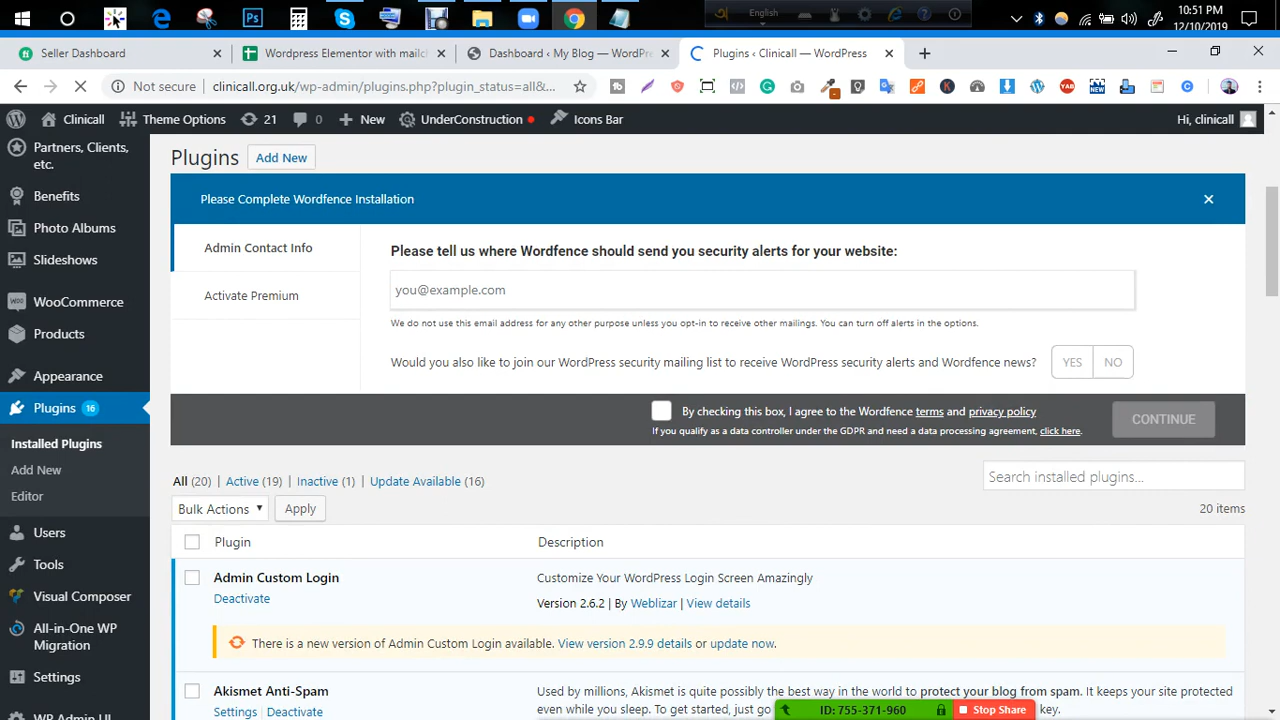 English
10:51 PM
12/10/2019
Seller Dashboard
Wordpress Elementor with mailc
Dashboard ‹ My Blog — WordPre
Plugins ‹ Clinicall — WordPress
Not secure
clinicall.org.uk/wp-admin/plugins.php?plugin_status=all&...
Clinicall
Theme Options
21
0
New
UnderConstruction
Icons Bar
Hi, clinicall
Partners, Clients, etc.
Benefits
Photo Albums
Slideshows
WooCommerce
Products
Appearance
Plugins 16
Installed Plugins
Add New
Editor
Users
Tools
Visual Composer
All-in-One WP Migration
Settings
WP Admin UI
Plugins
Add New
Please Complete Wordfence Installation
Admin Contact Info
Activate Premium
Please tell us where Wordfence should send you security alerts for your website:
you@example.com
We do not use this email address for any other purpose unless you opt-in to receive other mailings. You can turn off alerts in the options.
Would you also like to join our WordPress security mailing list to receive WordPress security alerts and Wordfence news?
YES
NO
By checking this box, I agree to the Wordfence terms and privacy policy
If you qualify as a data controller under the GDPR and need a data processing agreement, click here.
CONTINUE
All (20) | Active (19) | Inactive (1) | Update Available (16)
Search installed plugins...
Bulk Actions
Apply
20 items
Plugin
Description
Admin Custom Login
Deactivate
Customize Your WordPress Login Screen Amazingly
Version 2.6.2 | By Weblizar | View details
There is a new version of Admin Custom Login available. View version 2.9.9 details or update now.
Akismet Anti-Spam
Settings | Deactivate
Used by millions, Akismet is quite possibly the best way in the world to protect your blog from spam. It keeps your site protected
even while you sleep. To get started, just go
key.
ID: 755-371-960
Stop Share